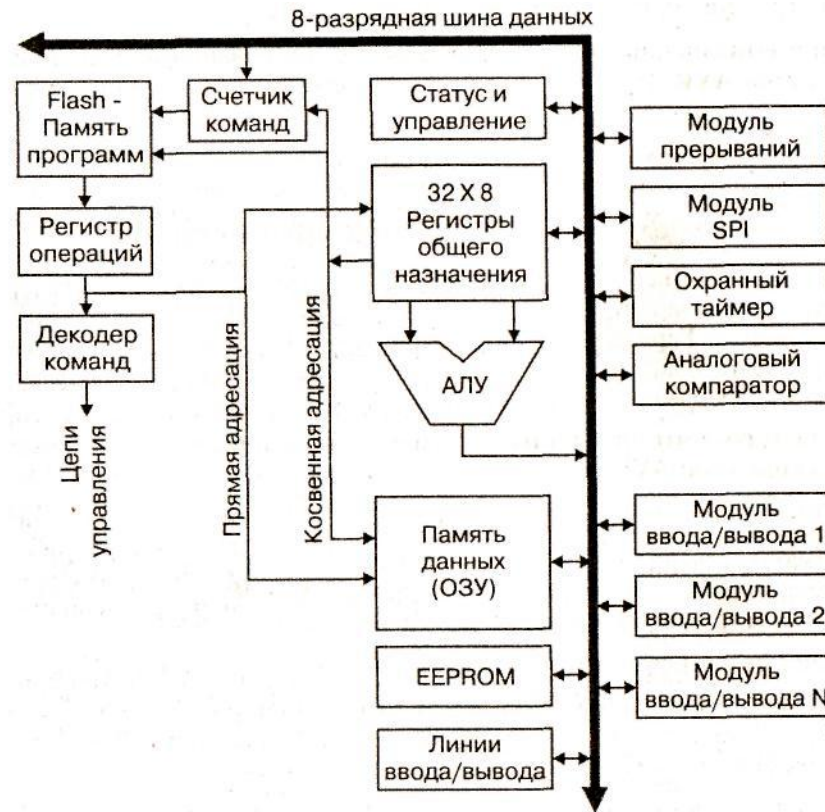 8-разрядная шина данных
Flash -
Память
программ
Счетчик
команд
Статус и
управление
Модуль
прерываний
32 X 8
Регистры
общего
назначения
Модуль
SPI
Регистр
операций
Охранный
таймер
Декодер
команд
АЛУ
Аналоговый
компаратор
Цепи
управления
Прямая адресация
Косвенная адресация
Память
данных
(ОЗУ)
Модуль
ввода/вывода 1
Модуль
ввода/вывода 2
EEPROM
Модуль
ввода/вывода N
Линии
ввода/вывода